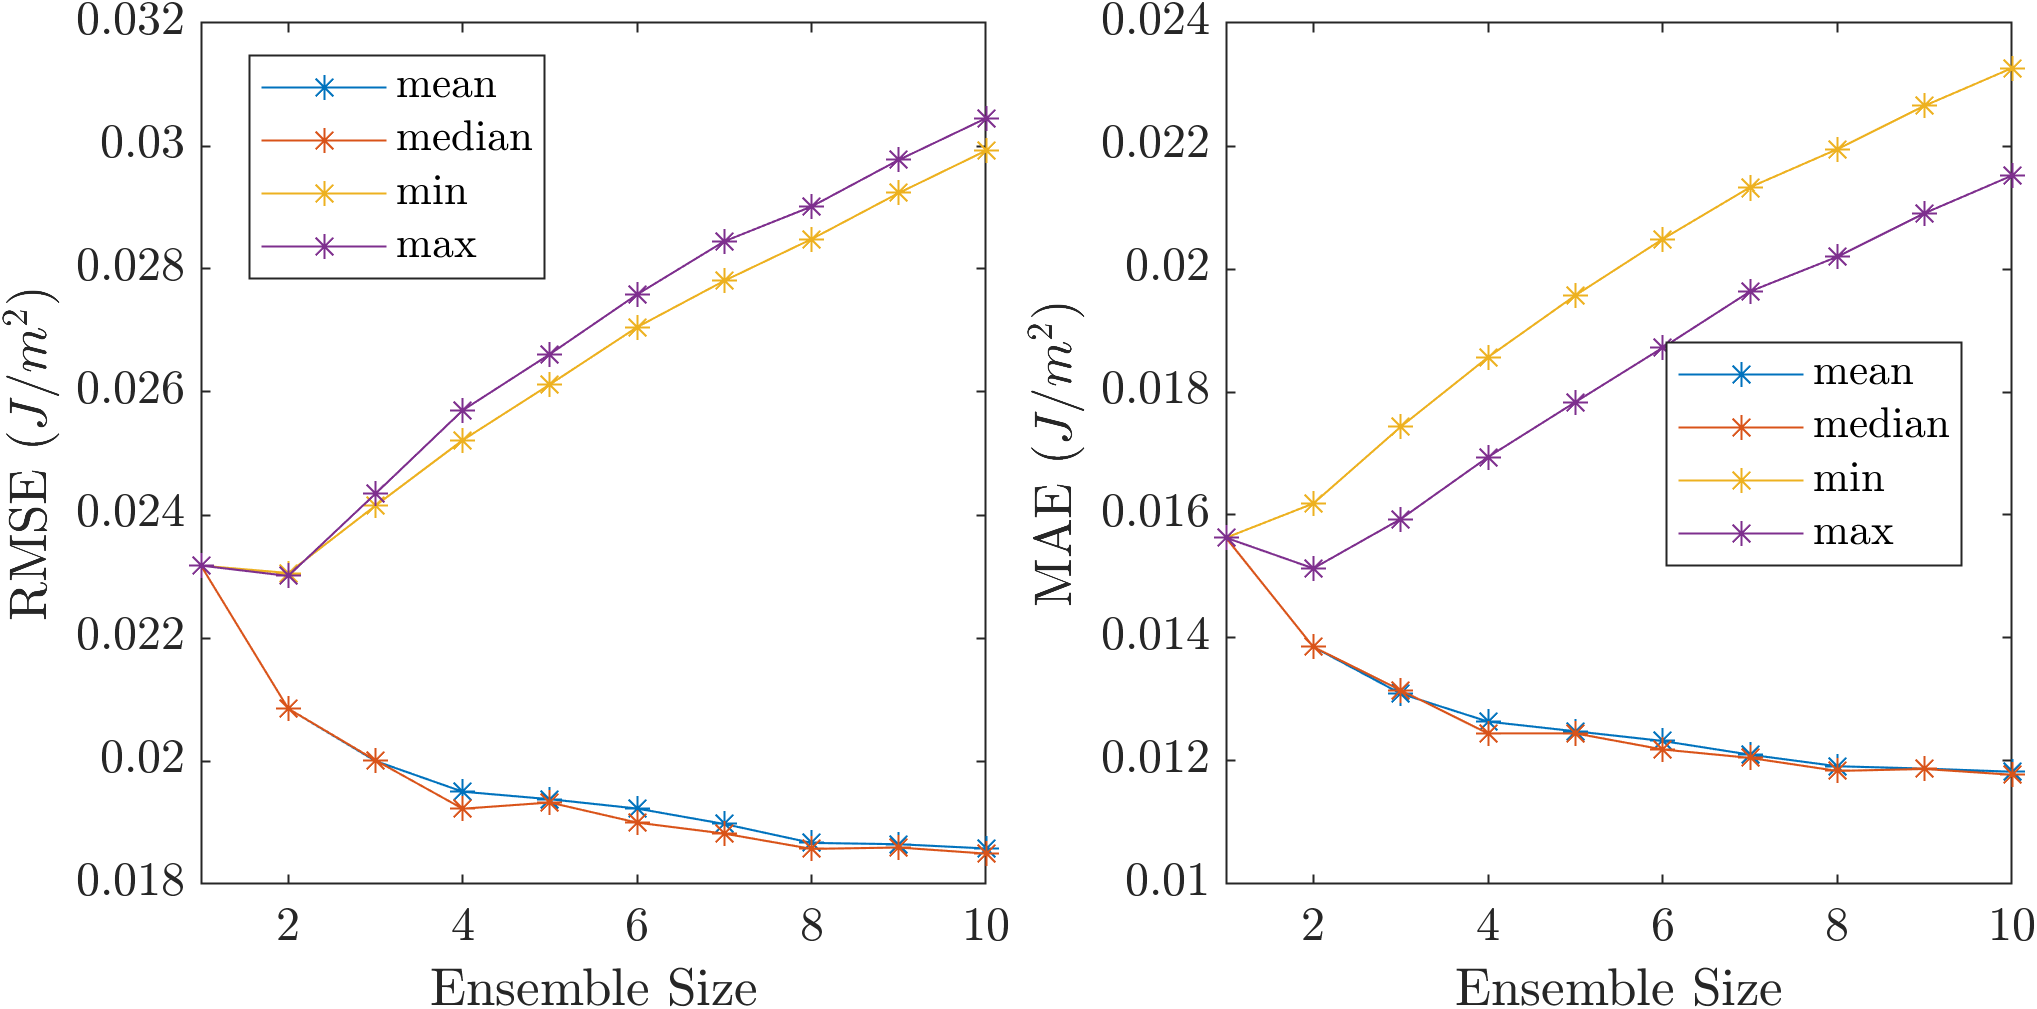 0.032
0.03
0.028
0.026
0.024
0.022
0.02
0.018
RMSE (J/m²)
mean
median
min
max
2 4 6 8 10
Ensemble Size
0.024
0.022
0.02
0.018
0.016
0.014
0.012
0.01
MAE (J/m²)
mean
median
min
max
2 4 6 8 10
Ensemble Size